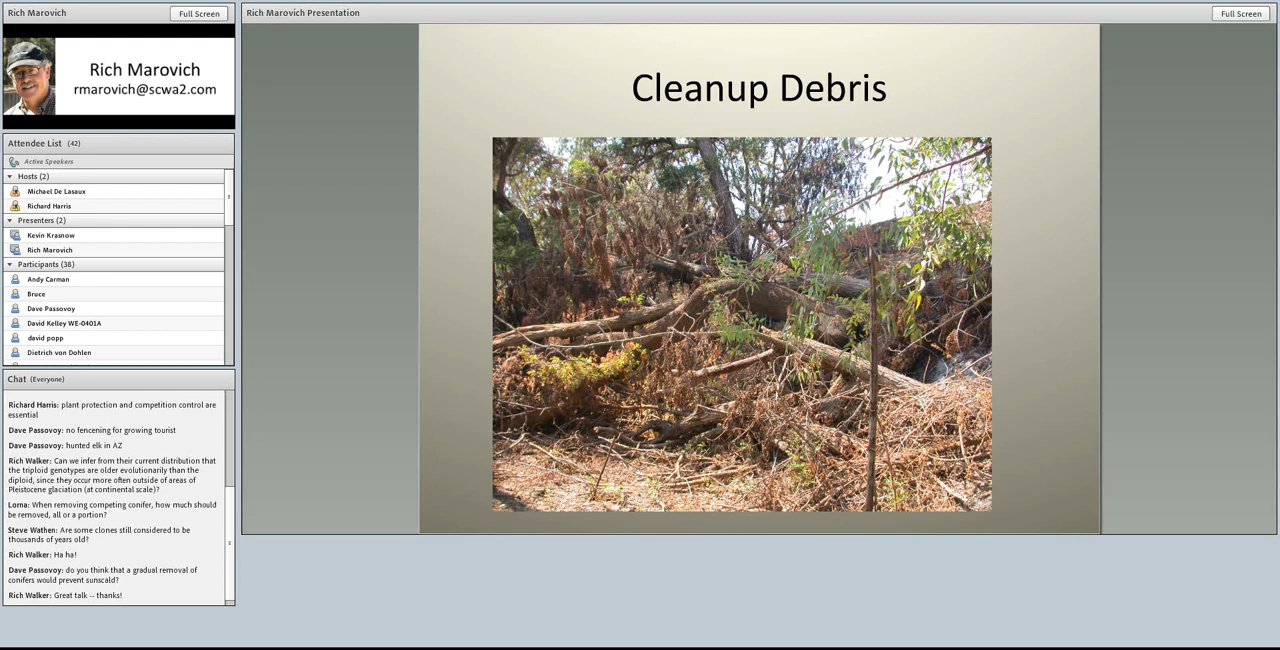 Rich Marovich
Full Screen
Rich Marovich
rmarovich@scwa2.com
Attendee List (42)
Active Speakers
Hosts (2)
Michael De Lasaux
Richard Harris
Presenters (2)
Kevin Krasnow
Rich Marovich
Participants (38)
Andy Carman
Bruce
Dave Passovoy
David Kelley WE-0401A
david popp
Dietrich von Dohlen
Chat (Everyone)
Richard Harris: plant protection and competition control are
essential
Dave Passovoy: no fencening for growing tourist
Dave Passovoy: hunted elk in AZ
Rich Walker: Can we infer from their current distribution that
the triploid genotypes are older evolutionarily than the
diploid, since they occur more often outside of areas of
Pleistocene glaciation (at continental scale)?
Lorna: When removing competing conifer, how much should
be removed, all or a portion?
Steve Wathen: Are some clones still considered to be
thousands of years old?
Rich Walker: Ha ha!
Dave Passovoy: do you think that a gradual removal of
conifers would prevent sunscald?
Rich Walker: Great talk -- thanks!
Rich Marovich Presentation
Full Screen
Cleanup Debris